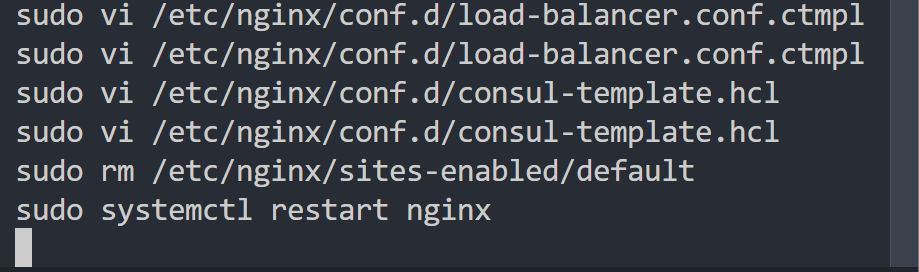 sudo vi /etc/nginx/conf.d/load-balancer.conf.ctmpl
sudo vi /etc/nginx/conf.d/load-balancer.conf.ctmpl
sudo vi /etc/nginx/conf.d/consul-template.hcl
sudo vi /etc/nginx/conf.d/consul-template.hcl
sudo rm /etc/nginx/sites-enabled/default
sudo systemctl restart nginx